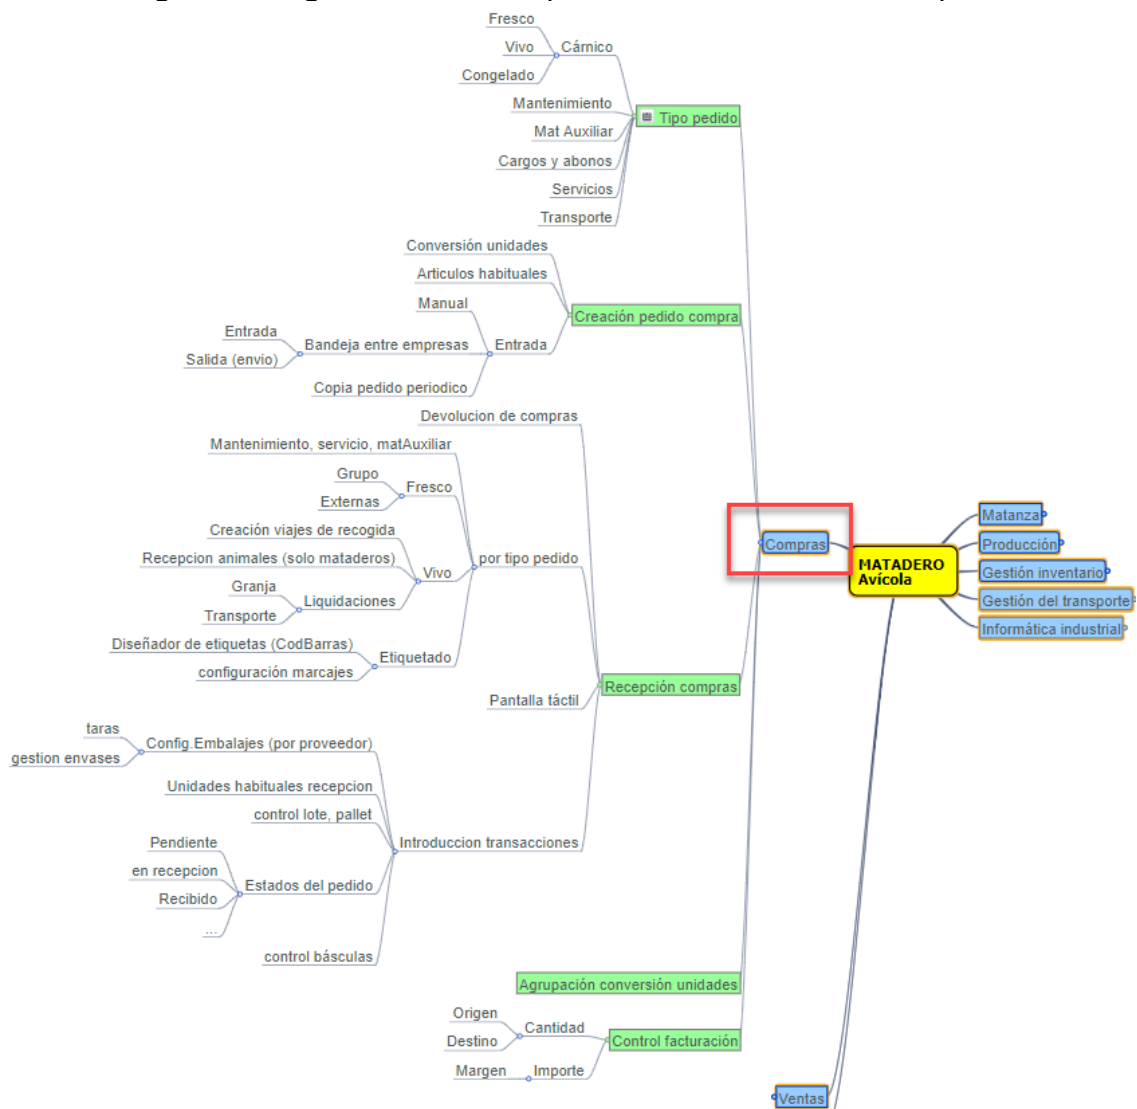 Fresco
Vivo
Cárnico
Congelado
Mantenimiento
Tipo pedido
Mat Auxiliar
Cargos y abonos
Servicios
Transporte
Conversión unidades
Articulos habituales
Manual
Creación pedido compra
Entrada
Bandeja entre empresas
Entrada
Salida (envio)
Copia pedido periodico
Devolucion de compras
Mantenimiento, servicio, matAuxiliar
Grupo
Fresco
Externas
Creación viajes de recogida
Recepcion animales (solo mataderos)
por tipo pedido
Vivo
Granja
Liquidaciones
Transporte
Diseñador de etiquetas (CodBarras)
Etiquetado
configuración marcajes
Recepción compras
Pantalla táctil
taras
Config.Embalajes (por proveedor)
gestion envases
Unidades habituales recepcion
control lote, pallet
Introduccion transacciones
Pendiente
en recepcion
Estados del pedido
Recibido
...
control básculas
Agrupación conversión unidades
Origen
Cantidad
Destino
Control facturación
Margen
Importe
Compras
MATADERO
Avícola
Matanza
Producción
Gestión inventario
Gestión del transporte
Informática industrial
Ventas